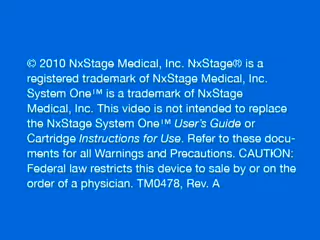 © 2010 NxStage Medical, Inc. NxStage® is a
registered trademark of NxStage Medical, Inc.
System One™ is a trademark of NxStage
Medical, Inc. This video is not intended to replace
the NxStage System One™ User's Guide or
Cartridge Instructions for Use. Refer to these docu-
ments for all Warnings and Precautions. CAUTION:
Federal law restricts this device to sale by or on the
order of a physician. TM0478, Rev. A